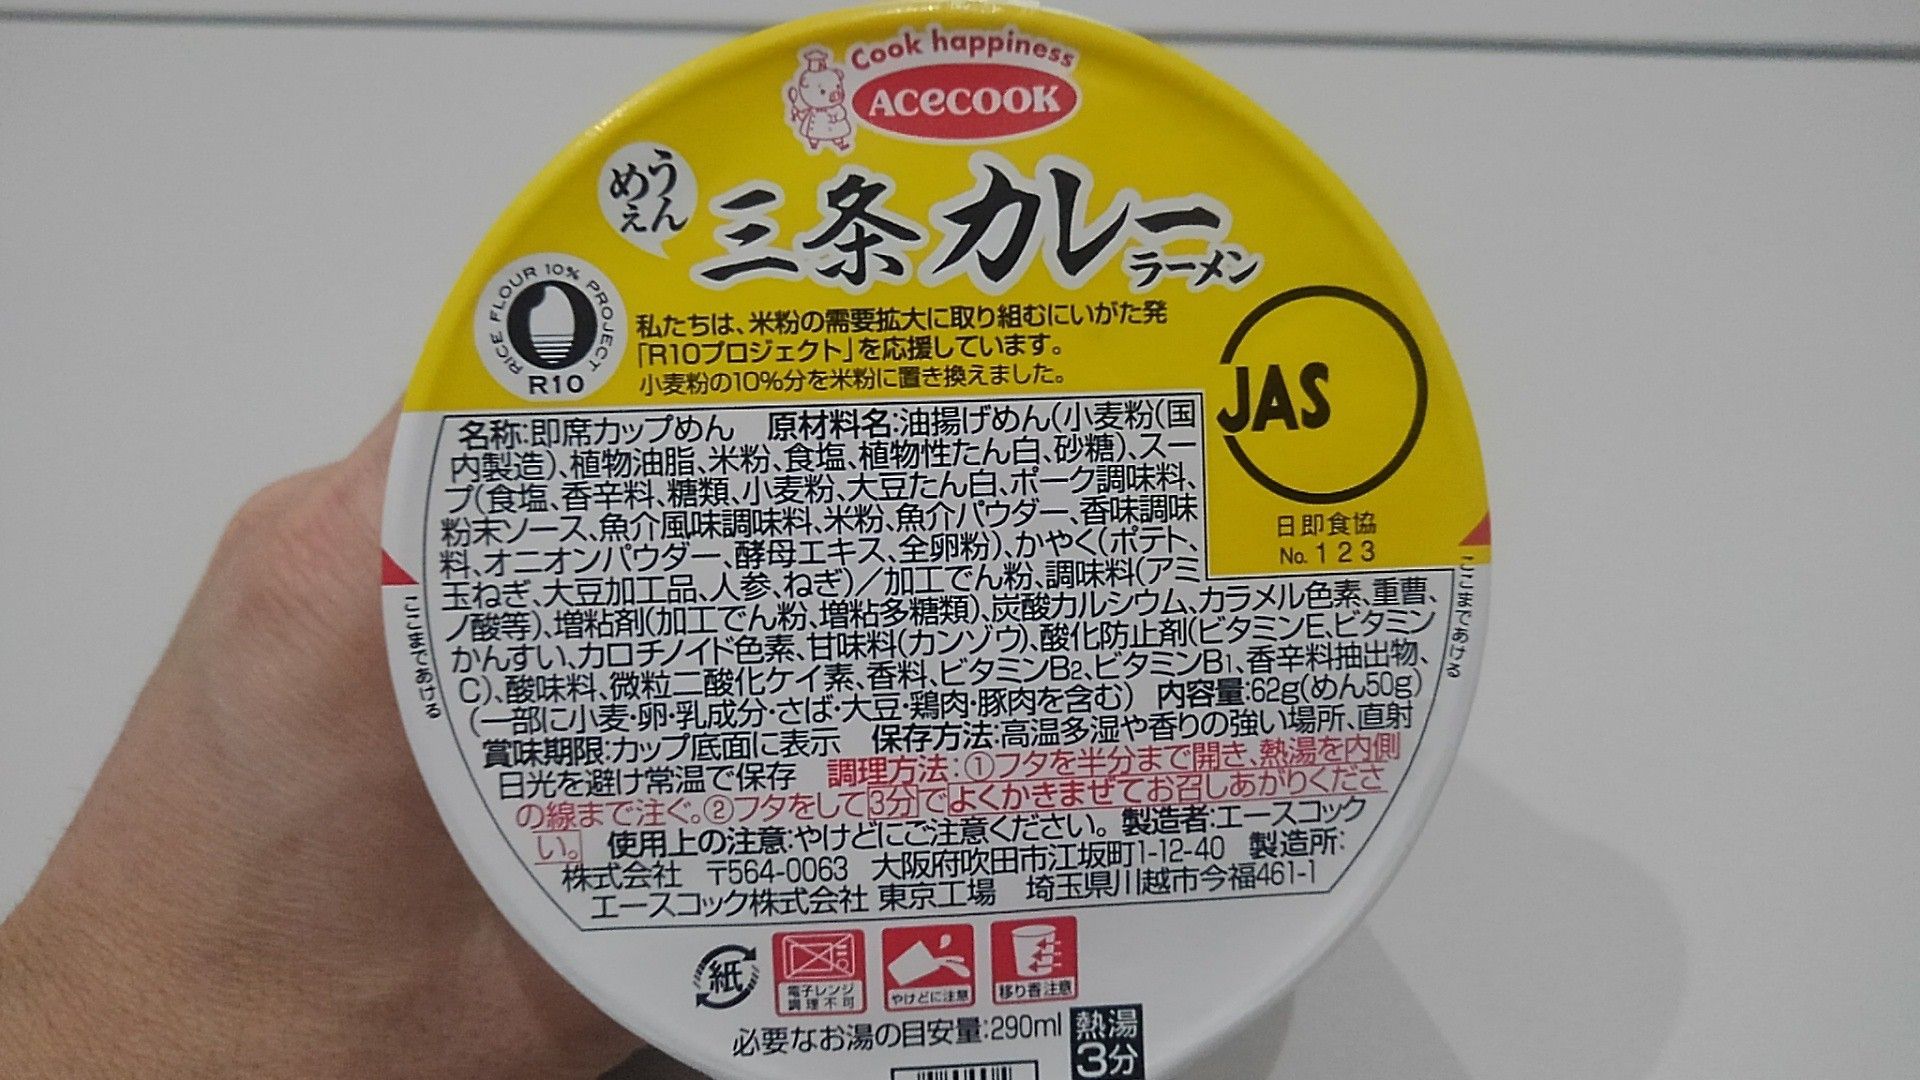 Cook happiness
ACECOOK
うんめえ
三条カレーラーメン
RICE FLOUR 10% PROJECT
R10
私たちは、米粉の需要拡大に取り組むにいがた発
「R10プロジェクト」を応援しています。
小麦粉の10%分を米粉に置き換えました。
JAS
日即食協
No.123
名称:即席カップめん 原材料名:油揚げめん(小麦粉(国
内製造)、植物油脂、米粉、食塩、植物性たん白、砂糖)、スー
プ(食塩、香辛料、糖類、小麦粉、大豆たん白、ポーク調味料、
粉末ソース、魚介風味調味料、米粉、魚介パウダー、香味調味
料、オニオンパウダー、酵母エキス、全卵粉)、かやく(ポテト、
玉ねぎ、大豆加工品、人参、ねぎ)/加工でん粉、調味料(アミ
ノ酸等)、増粘剤(加工でん粉、増粘多糖類)、炭酸カルシウム、カラメル色素、重曹、
かんすい、カロチノイド色素、甘味料(カンゾウ)、酸化防止剤(ビタミンE、ビタミン
C)、酸味料、微粒二酸化ケイ素、香料、ビタミンB2、ビタミンB1、香辛料抽出物、
(一部に小麦・卵・乳成分・さば・大豆・鶏肉・豚肉を含む) 内容量:62g(めん50g)
賞味期限:カップ底面に表示 保存方法:高温多湿や香りの強い場所、直射
日光を避け常温で保存 調理方法:①フタを半分まで開き、熱湯を内側
の線まで注ぐ。②フタをして3分でよくかきまぜてお召しあがりくださ
い。 使用上の注意:やけどにご注意ください。 製造者:エースコック
株式会社 〒564-0063 大阪府吹田市江坂町1-12-40 製造所:
エースコック株式会社 東京工場 埼玉県川越市今福461-1
ここまであける
ここまであける
紙
電子レンジ
調理不可
やけどに注意
移り香注意
必要なお湯の目安量:290ml
熱湯
3分